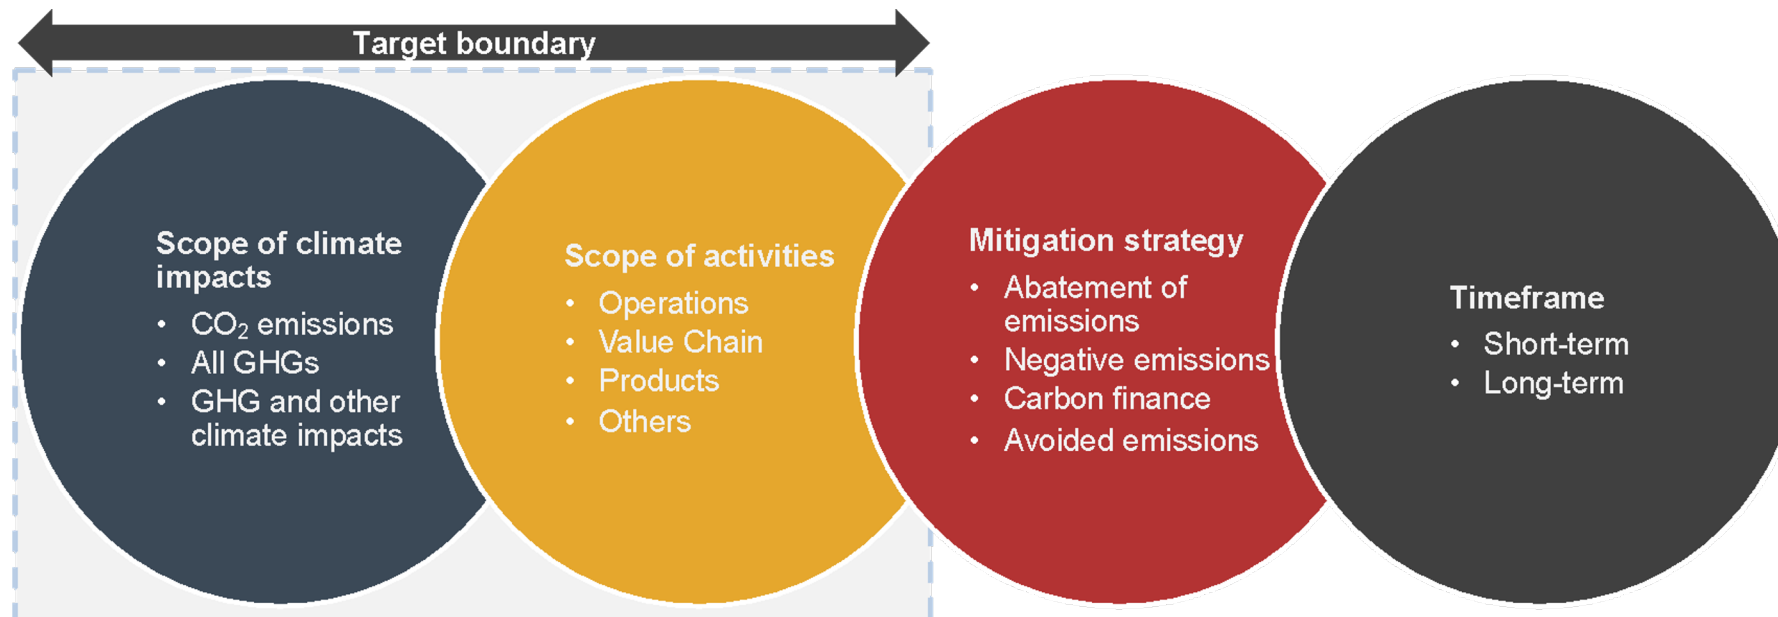 Target boundary
Scope of climate
impacts
• CO₂ emissions
• All GHGs
• GHG and other
climate impacts
Scope of activities
• Operations
• Value Chain
• Products
• Others
Mitigation strategy
• Abatement of
emissions
• Negative emissions
• Carbon finance
• Avoided emissions
Timeframe
• Short-term
• Long-term